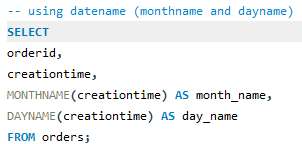 -- using datename (monthname and dayname)
SELECT
orderid,
creationtime,
MONTHNAME(creationtime) AS month_name,
DAYNAME(creationtime) AS day_name
FROM orders;